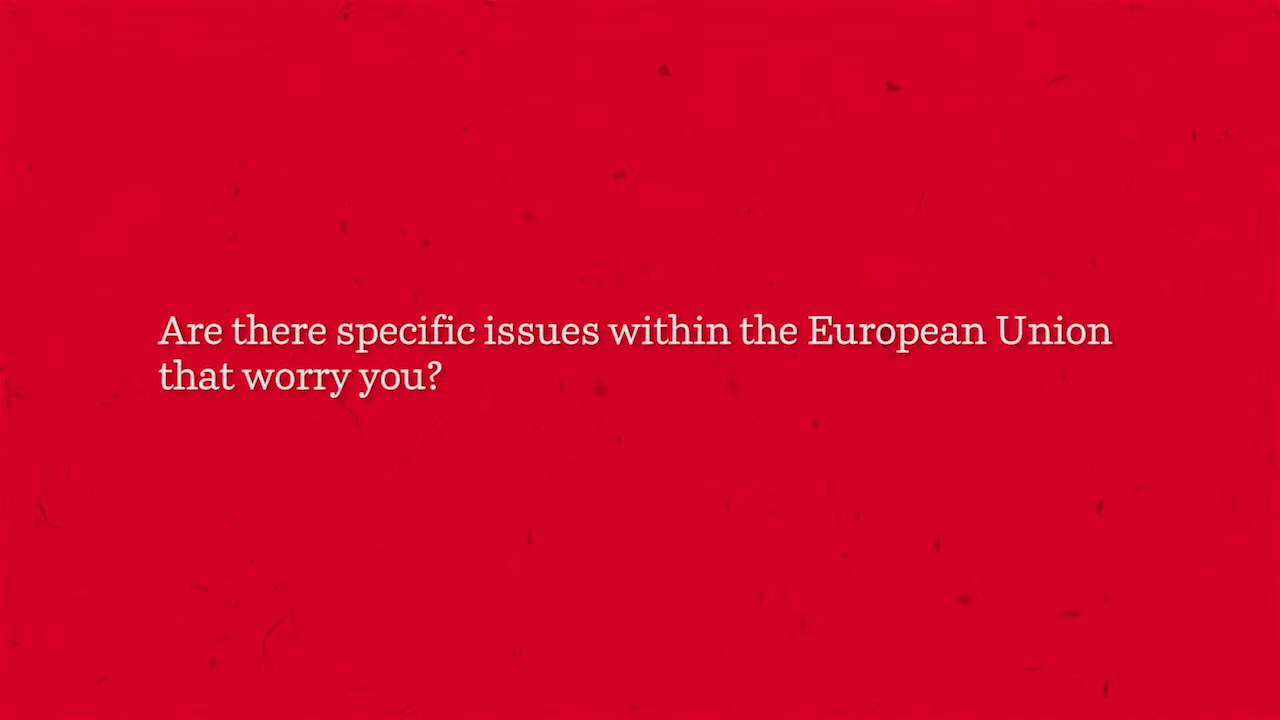 Are there specific issues within the European Union
that worry you?